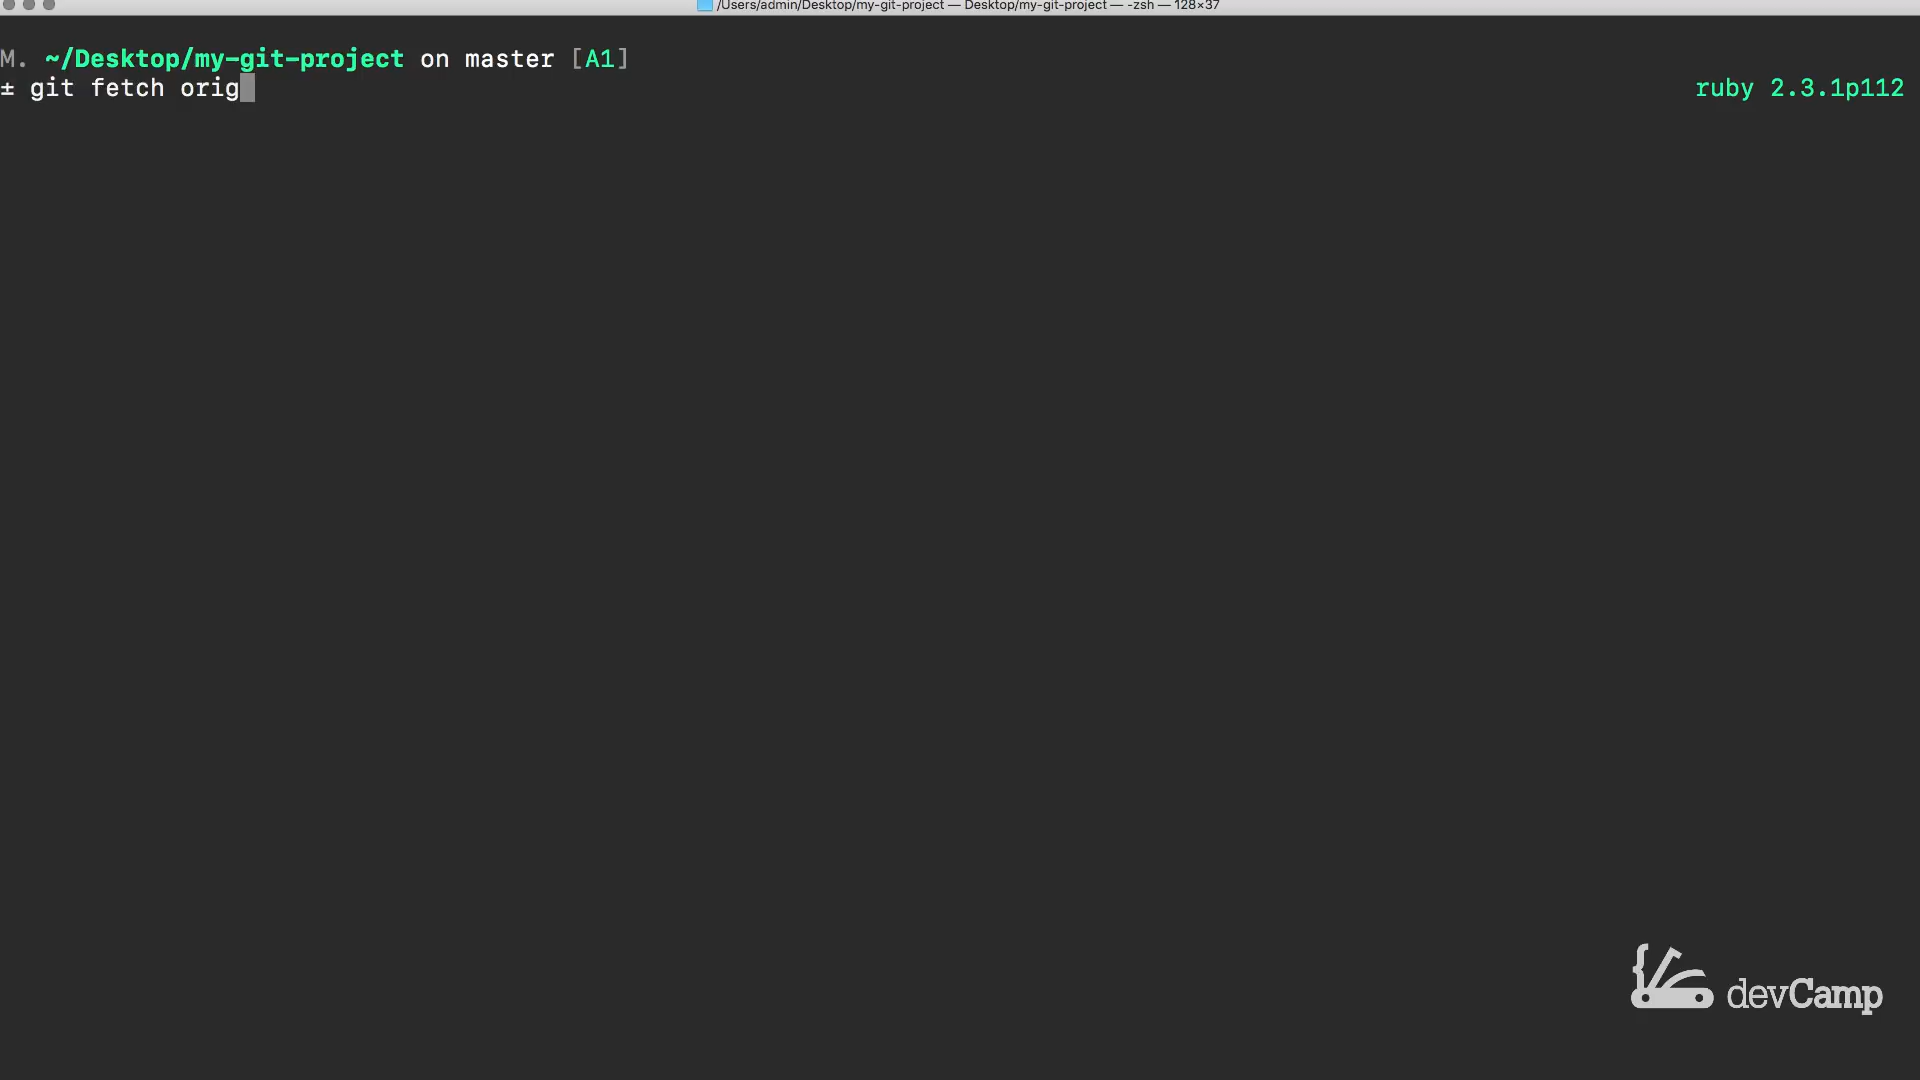 /Users/admin/Desktop/my-git-project — Desktop/my-git-project — -zsh — 128×37
M. ~/Desktop/my-git-project on master [A1]
± git fetch orig
ruby 2.3.1p112
devCamp